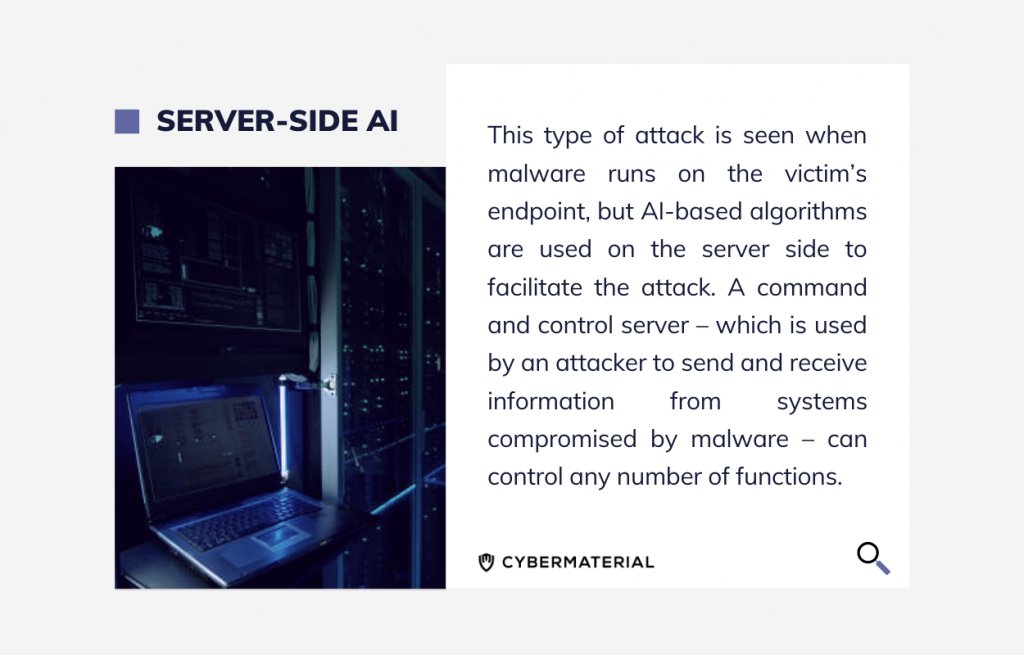 SERVER-SIDE AI
This type of attack is seen when
malware runs on the victim’s
endpoint, but AI-based algorithms
are used on the server side to
facilitate the attack. A command
and control server – which is used
by an attacker to send and receive
information from systems
compromised by malware – can
control any number of functions.
CYBERMATERIAL